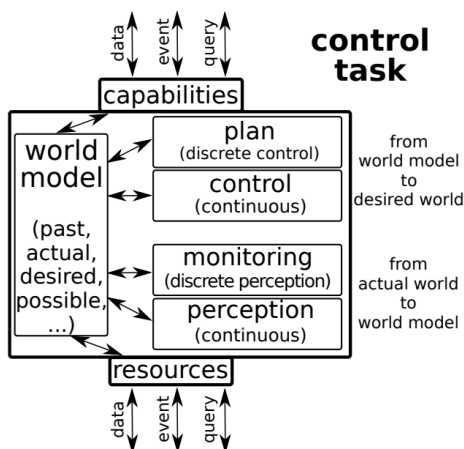 data
event
query
control
task
capabilities
world
model
(past,
actual,
desired,
possible,
...)
plan
(discrete control)
control
(continuous)
from
world model
to
desired world
monitoring
(discrete perception)
perception
(continuous)
from
actual world
to
world model
resources
data
event
query